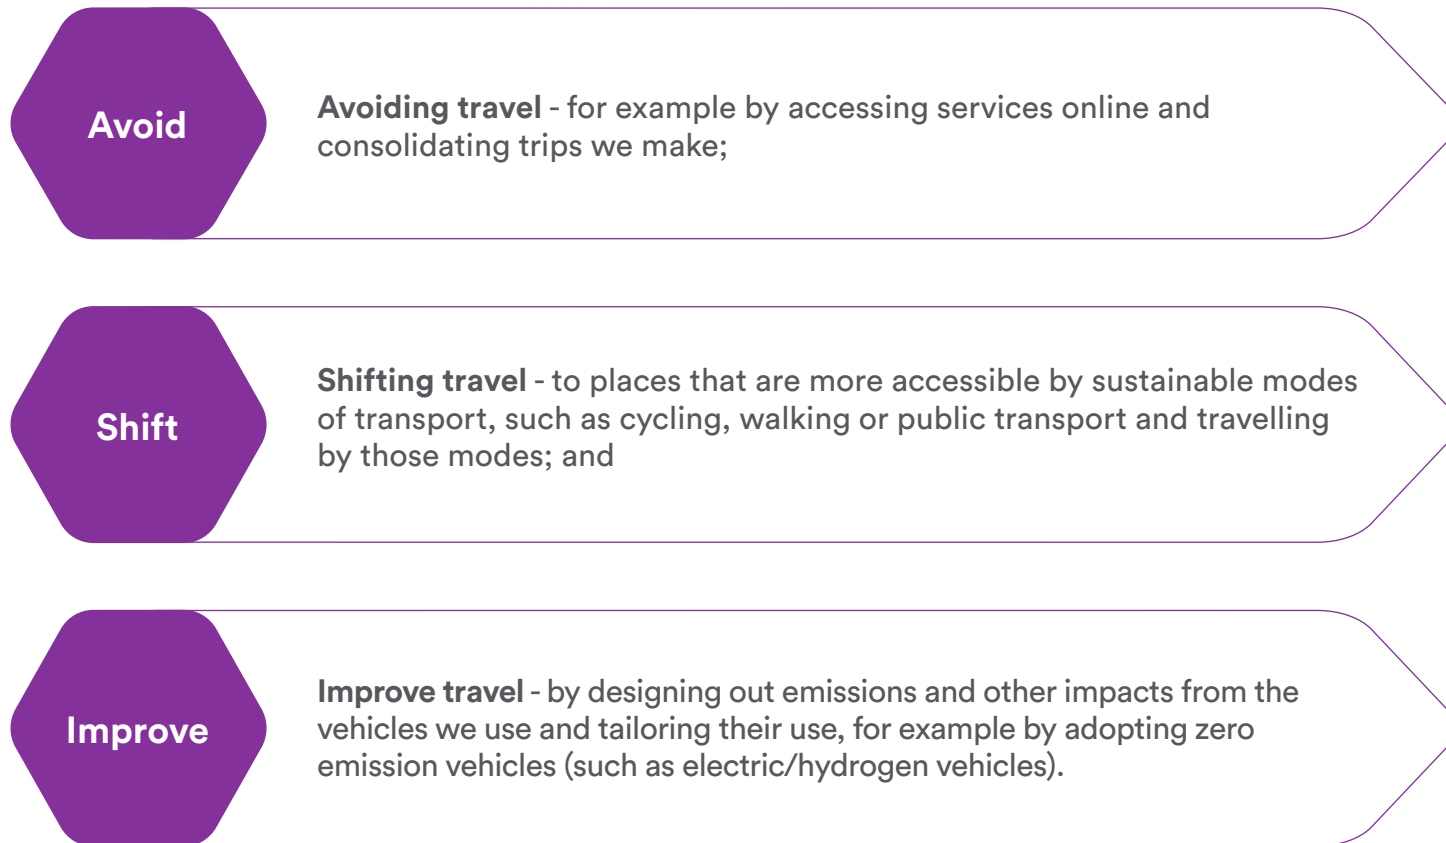 Avoid
Avoiding travel - for example by accessing services online and
consolidating trips we make;
Shift
Shifting travel - to places that are more accessible by sustainable modes
of transport, such as cycling, walking or public transport and travelling
by those modes; and
Improve
Improve travel - by designing out emissions and other impacts from the
vehicles we use and tailoring their use, for example by adopting zero
emission vehicles (such as electric/hydrogen vehicles).